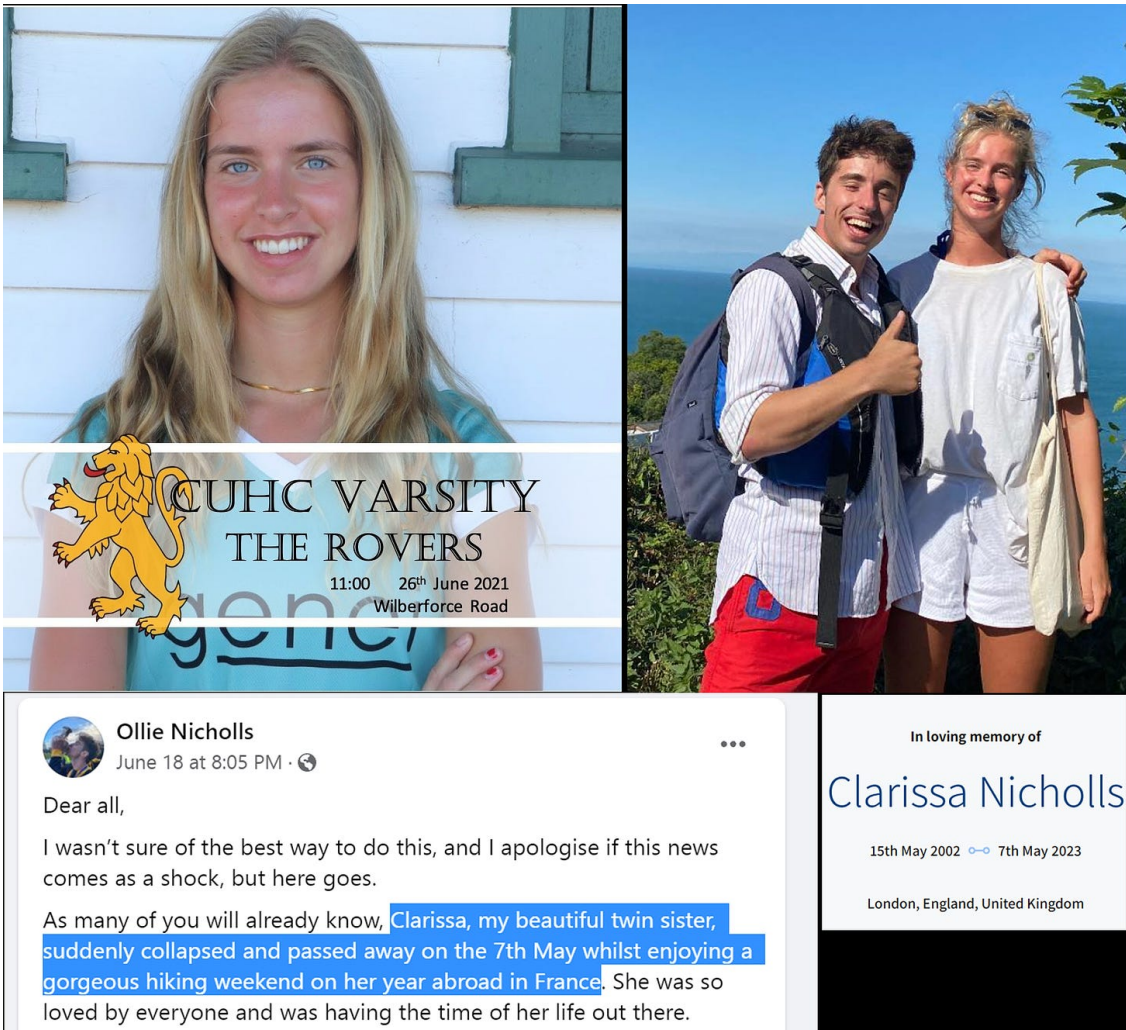 CUHC VARSITY
THE ROVERS
11:00 26th June 2021
Wilberforce Road
gener
Ollie Nicholls
June 18 at 8:05 PM ·
Dear all,
I wasn’t sure of the best way to do this, and I apologise if this news
comes as a shock, but here goes.
As many of you will already know, Clarissa, my beautiful twin sister,
suddenly collapsed and passed away on the 7th May whilst enjoying a
gorgeous hiking weekend on her year abroad in France. She was so
loved by everyone and was having the time of her life out there.
In loving memory of
Clarissa Nicholls
15th May 2002 7th May 2023
London, England, United Kingdom